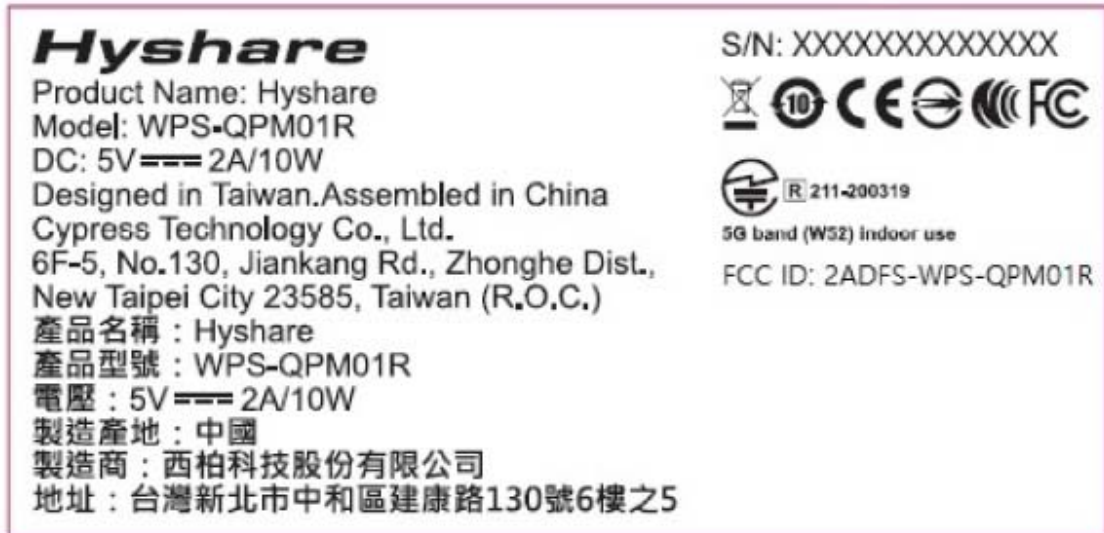 Hyshare
Product Name: Hyshare
Model: WPS-QPM01R
DC: 5V⎓2A/10W
Designed in Taiwan.Assembled in China
Cypress Technology Co., Ltd.
6F-5, No.130, Jiankang Rd., Zhonghe Dist.,
New Taipei City 23585, Taiwan (R.O.C.)
產品名稱：Hyshare
產品型號：WPS-QPM01R
電壓：5V⎓2A/10W
製造產地：中國
製造商：西柏科技股份有限公司
地址：台灣新北市中和區建康路130號6樓之5
S/N: XXXXXXXXXXXXX
10 CE FC
R 211-200319
5G band (W52) indoor use
FCC ID: 2ADFS-WPS-QPM01R